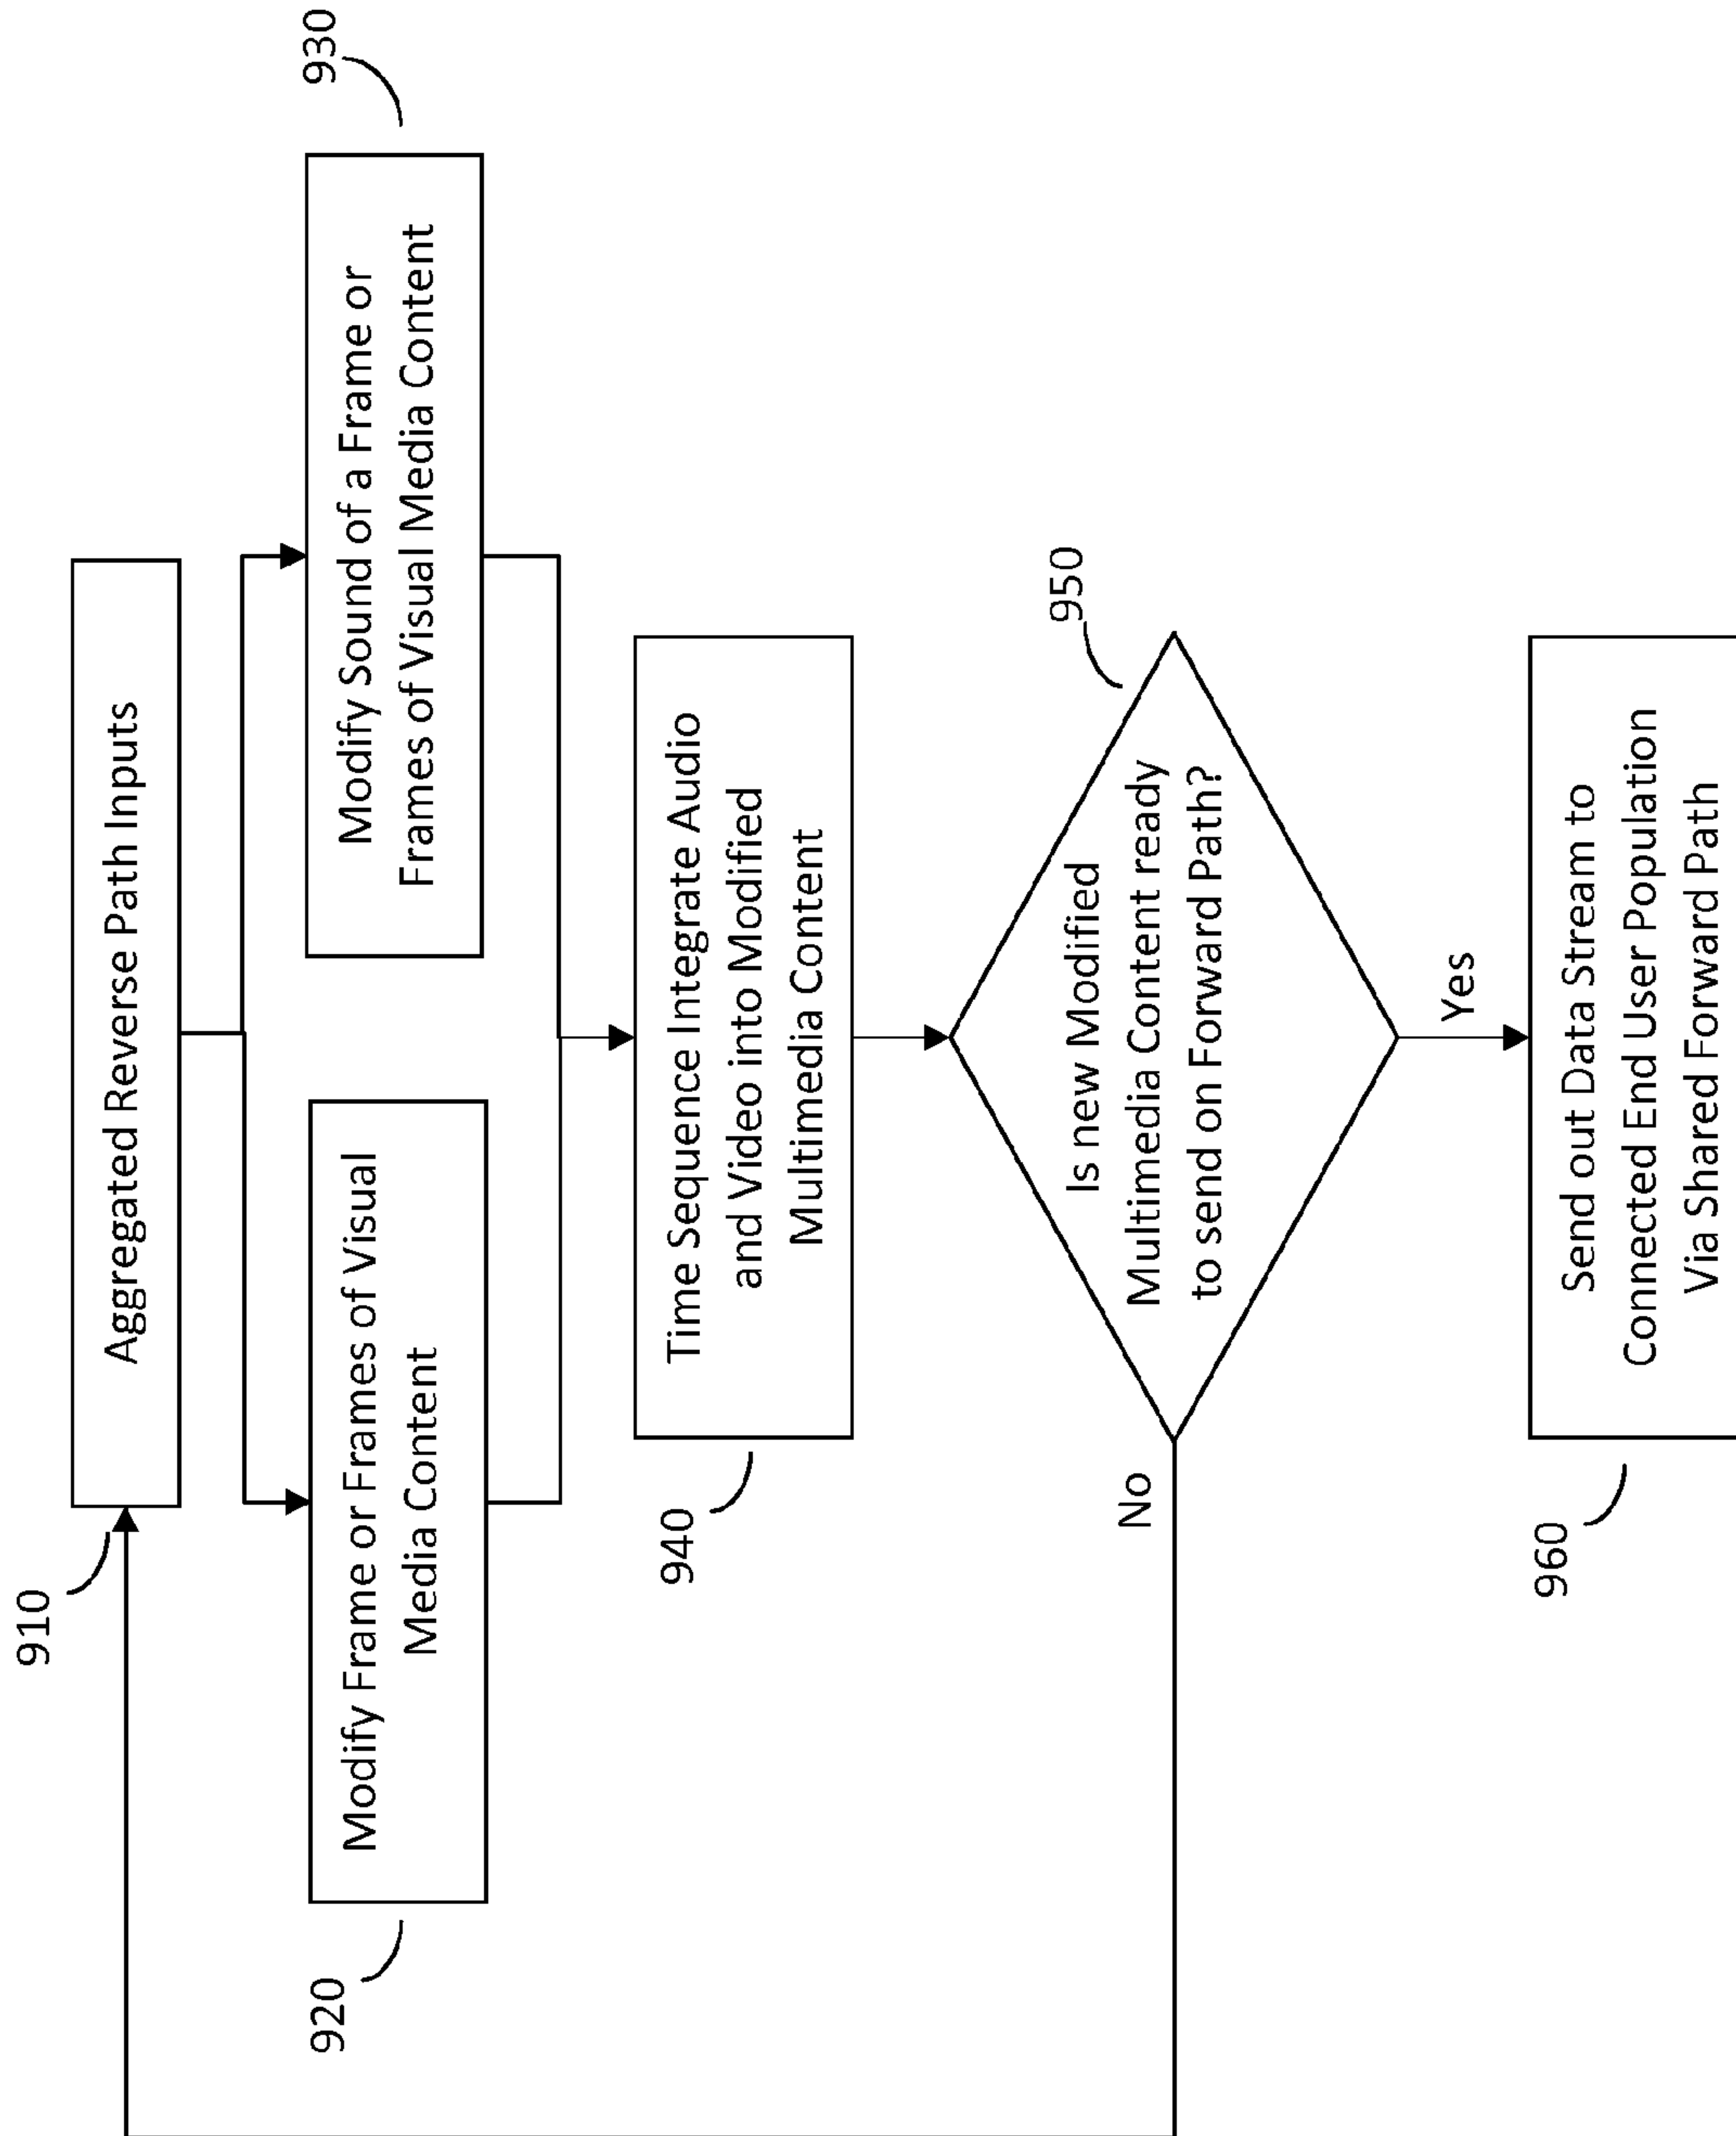 910
Aggregated Reverse Path Inputs
920
Modify Frame or Frames of Visual
Media Content
930
Modify Sound of a Frame or
Frames of Visual Media Content
940
Time Sequence Integrate Audio
and Video into Modified
Multimedia Content
950
Is new Modified
Multimedia Content ready
to send on Forward Path?
No
Yes
960
Send out Data Stream to
Connected End User Population
Via Shared Forward Path